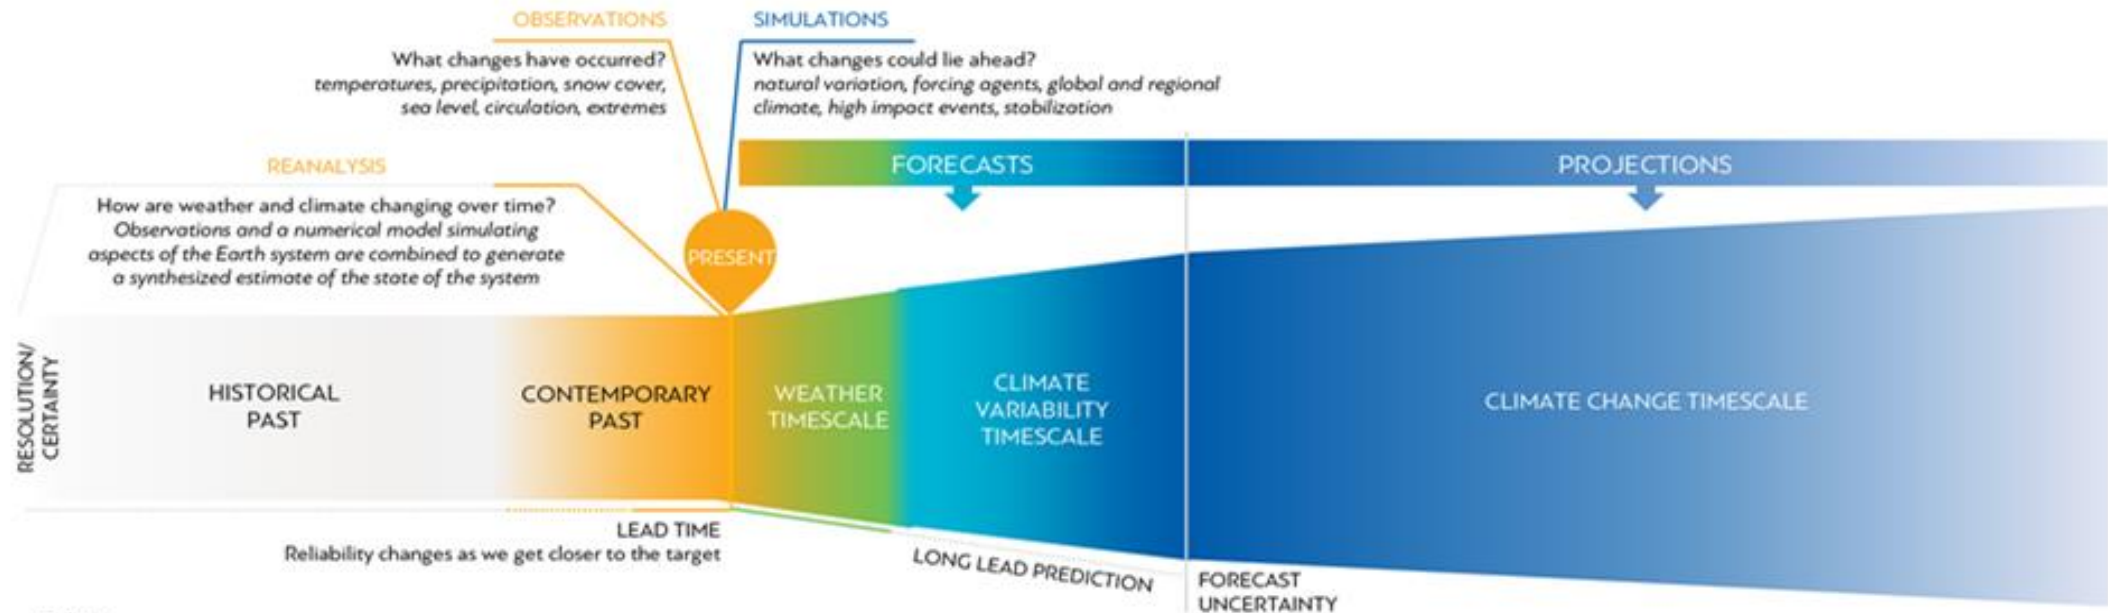 OBSERVATIONS
What changes have occurred?
temperatures, precipitation, snow cover,
sea level, circulation, extremes
SIMULATIONS
What changes could lie ahead?
natural variation, forcing agents, global and regional
climate, high impact events, stabilization
REANALYSIS
How are weather and climate changing over time?
Observations and a numerical model simulating
aspects of the Earth system are combined to generate
a synthesized estimate of the state of the system
PRESENT
FORECASTS
PROJECTIONS
RESOLUTION/
CERTAINTY
HISTORICAL
PAST
CONTEMPORARY
PAST
WEATHER
TIMESCALE
CLIMATE
VARIABILITY
TIMESCALE
CLIMATE CHANGE TIMESCALE
LEAD TIME
Reliability changes as we get closer to the target
LONG LEAD PREDICTION
FORECAST
UNCERTAINTY